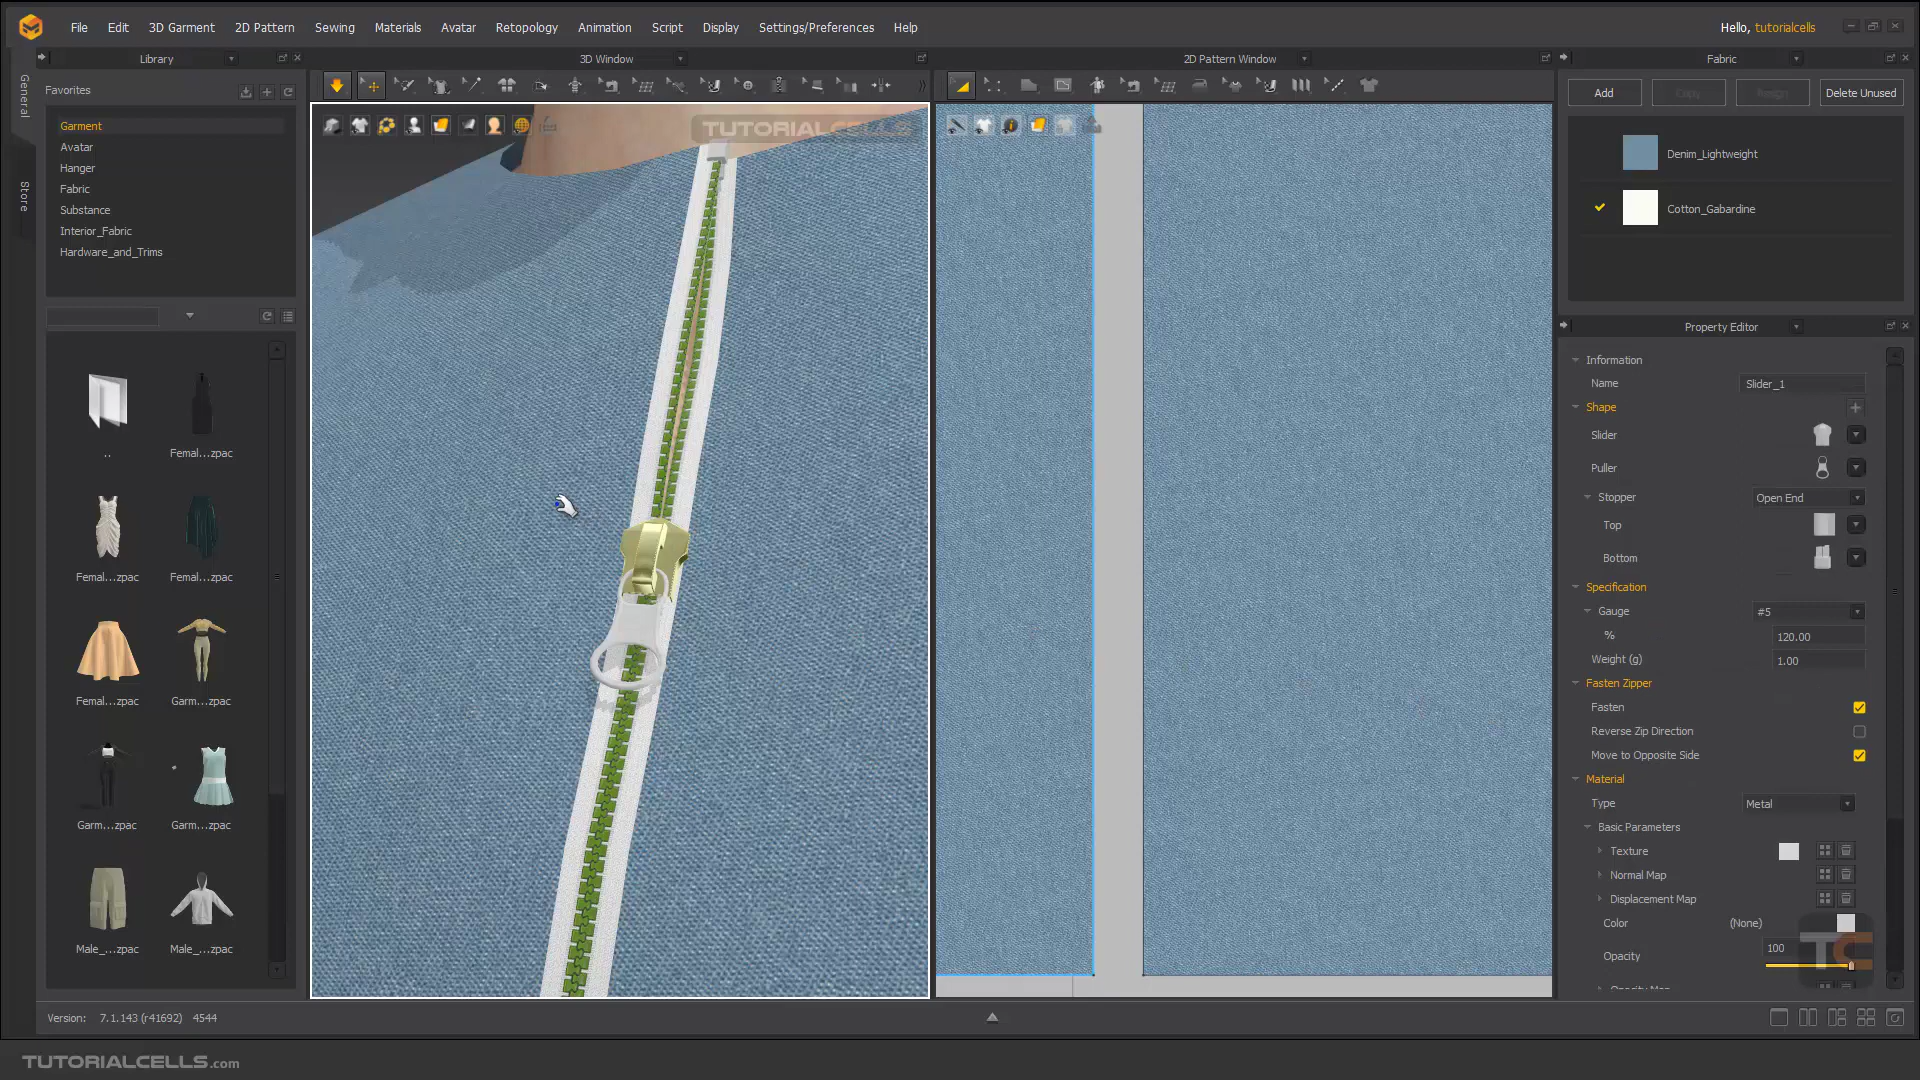 File Edit 3D Garment 2D Pattern Sewing Materials Avatar Retopology Animation Script Display Settings/Preferences Help Hello, tutorialcells
Library 3D Window 2D Pattern Window Fabric
General
Store
Favorites
Garment
Avatar
Hanger
Fabric
Substance
Interior_Fabric
Hardware_and_Trims
.. Femal...zpac
Femal...zpac Femal...zpac
Femal...zpac Garm...zpac
Garm...zpac Garm...zpac
Male_...zpac Male_...zpac
TUTORIALCELLS
Add Copy Assign Delete Unused
Denim_Lightweight
Cotton_Gabardine
Property Editor
Information
Name Slider_1
Shape
Slider
Puller
Stopper Open End
Top
Bottom
Specification
Gauge #5
% 120.00
Weight (g) 1.00
Fasten Zipper
Fasten
Reverse Zip Direction
Move to Opposite Side
Material
Type Metal
Basic Parameters
Texture
Normal Map
Displacement Map
Color (None)
Opacity 100
Opacity Map
TC
Version: 7.1.143 (r41692) 4544
TUTORIALCELLS.com